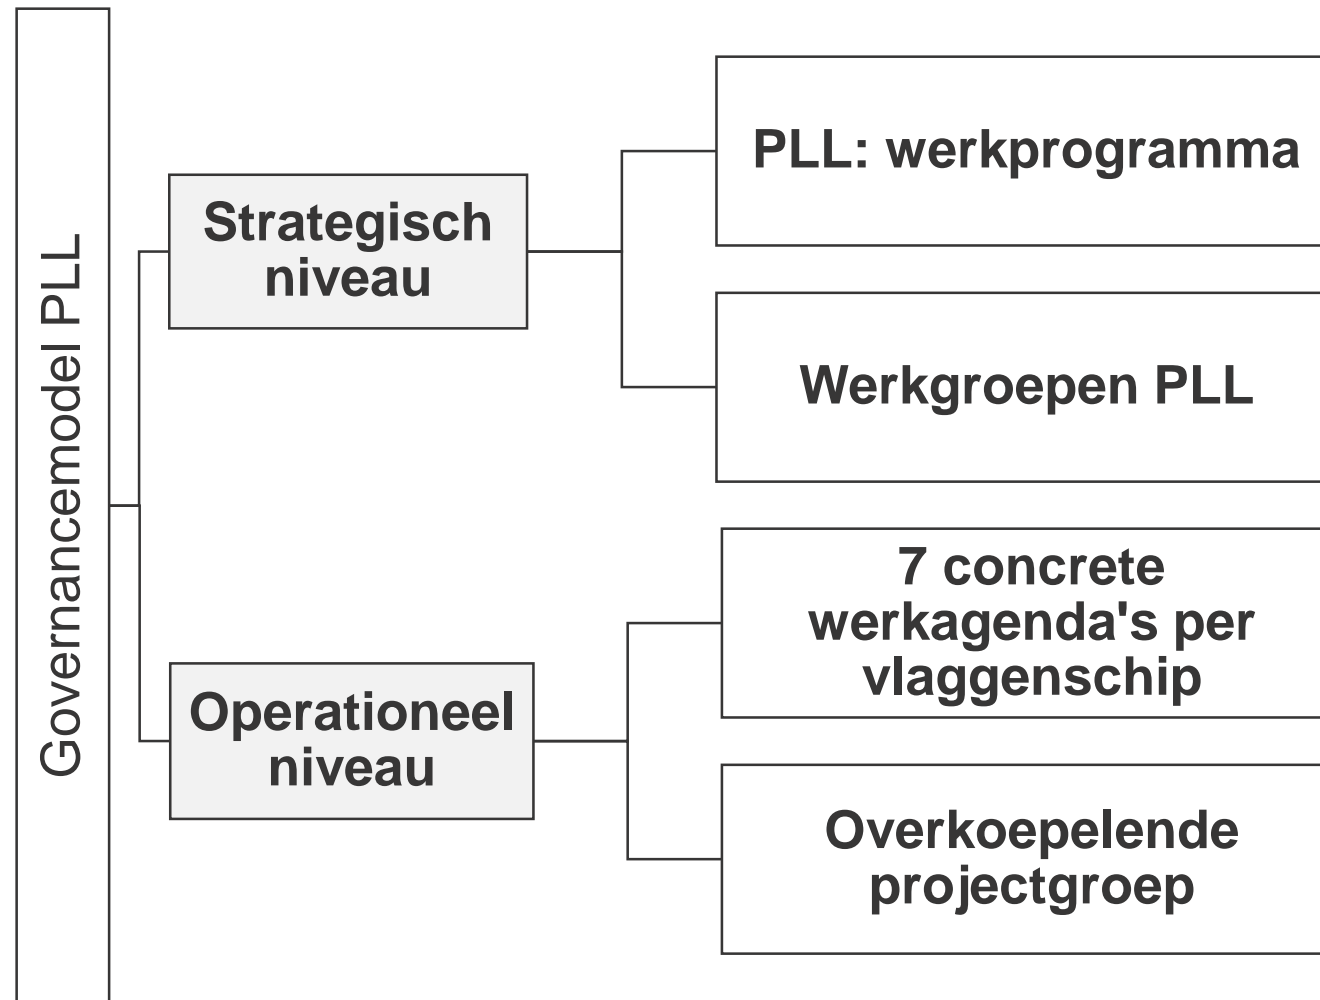 Governancemodel PLL
Strategisch
niveau
PLL: werkprogramma
Werkgroepen PLL
Operationeel
niveau
7 concrete
werkagenda's per
vlaggenschip
Overkoepelende
projectgroep